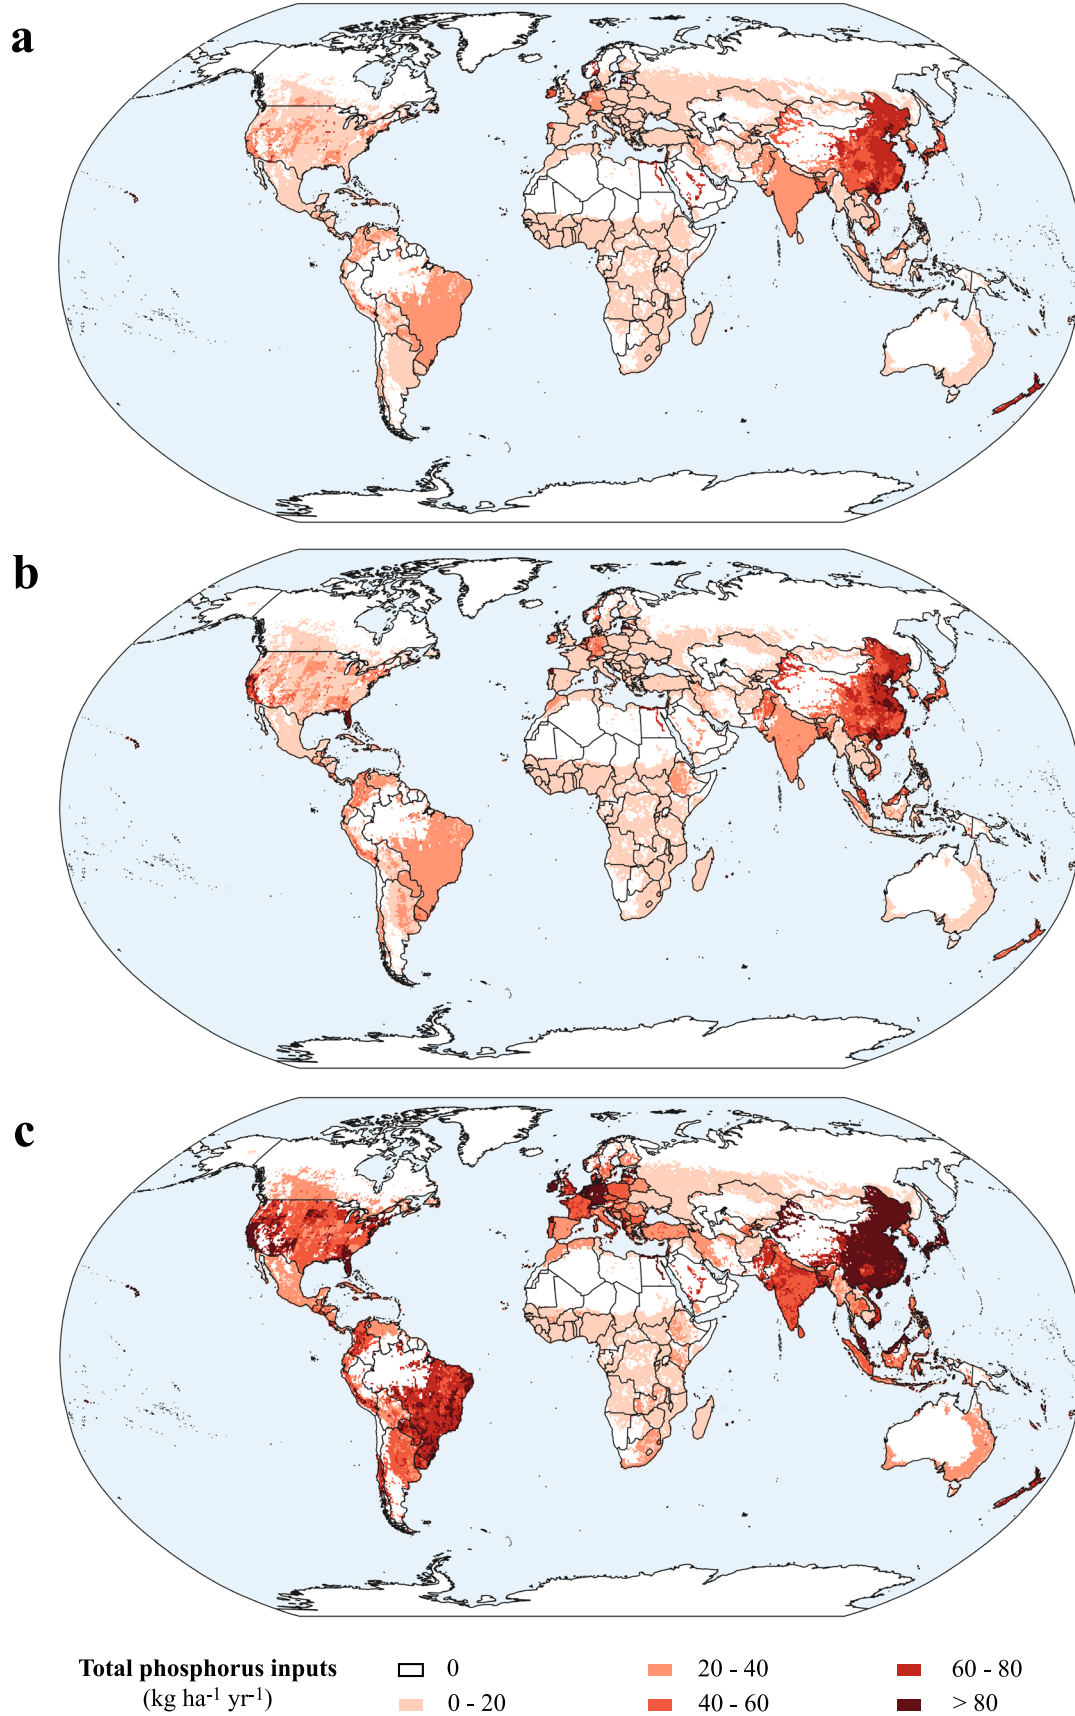 a
b
c
Total phosphorus inputs
(kg ha⁻¹ yr⁻¹)
0
0 - 20
20 - 40
40 - 60
60 - 80
> 80